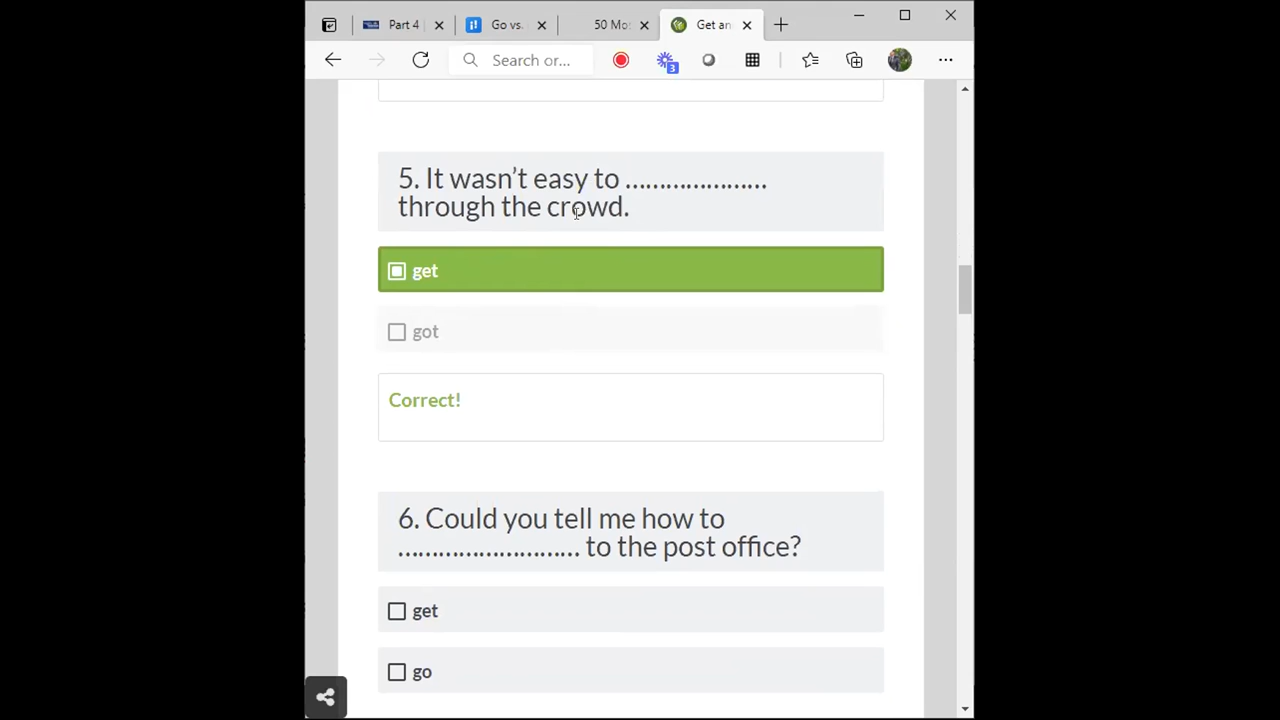 Part 4
Go vs.
50 Mo
Get an
Search or...
3
5. It wasn't easy to .....................
through the crowd.
get
got
Correct!
6. Could you tell me how to
........................... to the post office?
get
go